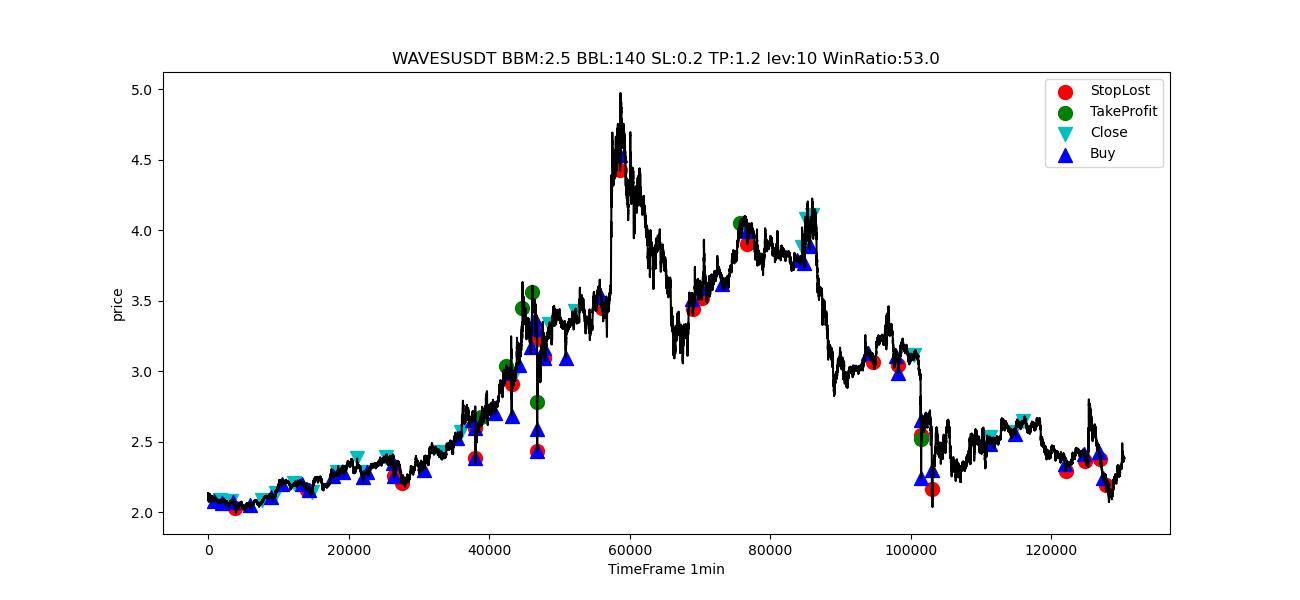 WAVESUSDT BBM:2.5 BBL:140 SL:0.2 TP:1.2 lev:10 WinRatio:53.0
StopLost
TakeProfit
Close
Buy
price
5.0
4.5
4.0
3.5
3.0
2.5
2.0
0 20000 40000 60000 80000 100000 120000
TimeFrame 1min